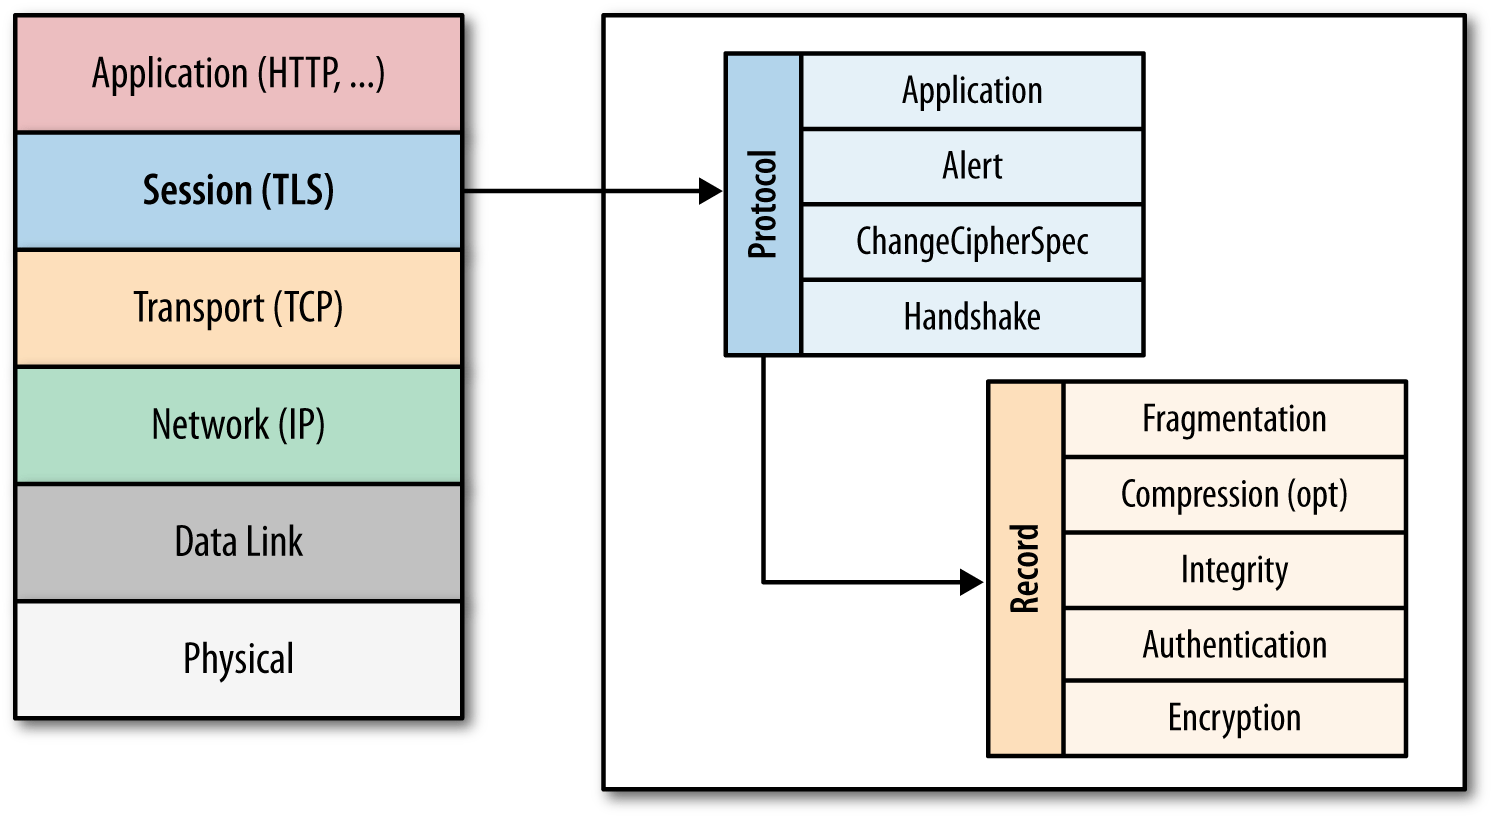 Application (HTTP, ...)
Session (TLS)
Transport (TCP)
Network (IP)
Data Link
Physical
Protocol
Application
Alert
ChangeCipherSpec
Handshake
Record
Fragmentation
Compression (opt)
Integrity
Authentication
Encryption